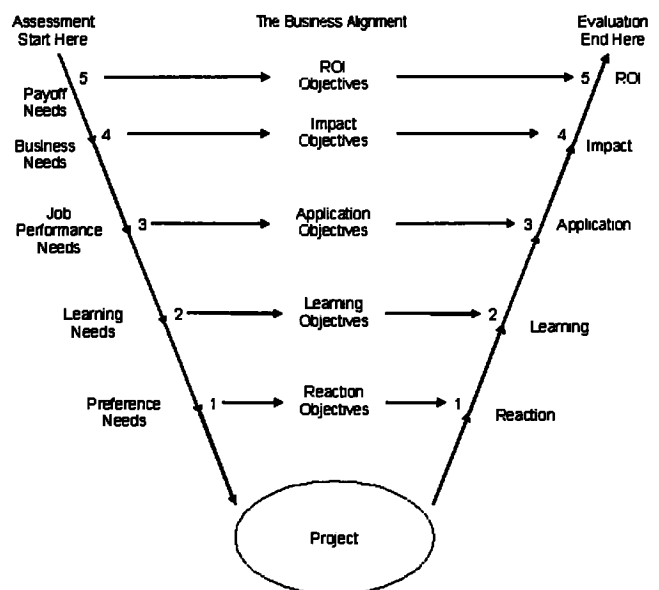 Assessment
Start Here
The Business Alignment
Evaluation
End Here
5
ROI
Objectives
5
ROI
Payoff
Needs
4
Impact
Objectives
4
Impact
Business
Needs
Job
Performance
Needs
3
Application
Objectives
3
Application
Learning
Needs
2
Learning
Objectives
2
Learning
Preference
Needs
1
Reaction
Objectives
1
Reaction
Project